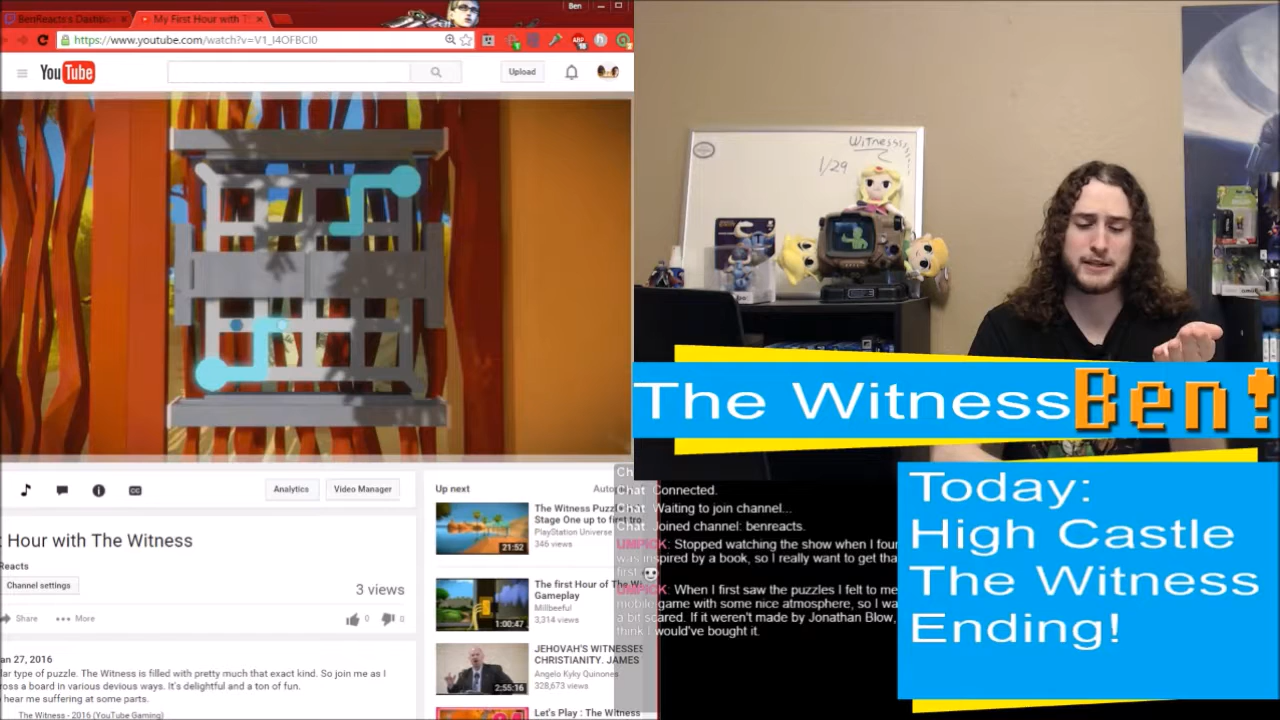 BenReacts's Dashbo
My First Hour with T
Ben
https://www.youtube.com/watch?v=V1_I4OFBCI0
YouTube
Upload
Witnesss
1/29
The Witness Ben!
Analytics
Video Manager
Up next
: Hour with The Witness
Reacts
Channel settings
3 views
Share
More
0
0
an 27, 2016
lar type of puzzle. The Witness is filled with pretty much that exact kind. So join me as I
ross a board in various devious ways. It's delightful and a ton of fun.
hear me suffering at some parts.
The Witness - 2016 (YouTube Gaming)
The Witness Puzz
Stage One up to first tro
PlayStation Universe
346 views
21:52
The first Hour of The Wi
Gameplay
Millbeeful
3,314 views
1:00:47
JEHOVAH'S WITNESSES
CHRISTIANITY. JAMES
Angelo Kyky Quinones
328,673 views
2:55:16
Let's Play : The Witness
Chat Connected.
Chat Waiting to join channel...
Chat Joined channel: benreacts.
UMPICK: Stopped watching the show when I four
was inspired by a book, so I really want to get tha
first
UMPICK: When I first saw the puzzles I felt to me
mobile game with some nice atmosphere, so I wa
a bit scared. If it weren't made by Jonathan Blow,
think I would've bought it.
Today:
High Castle
The Witness
Ending!